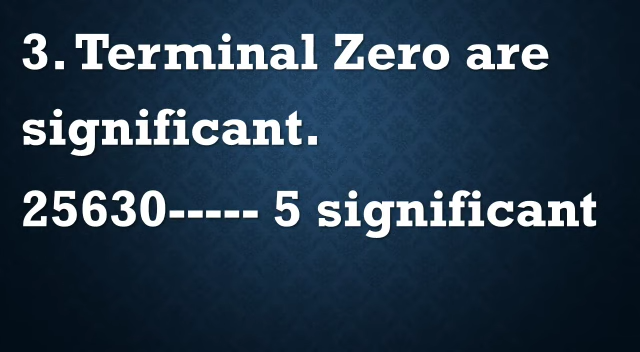 3. Terminal Zero are
significant.
25630----- 5 significant